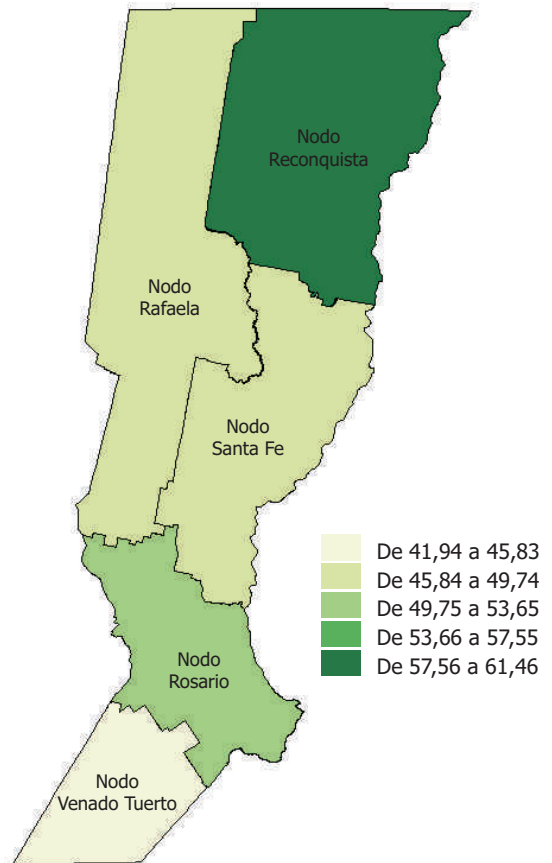 Nodo
Reconquista
Nodo
Rafaela
Nodo
Santa Fe
De 41,94 a 45,83
De 45,84 a 49,74
De 49,75 a 53,65
De 53,66 a 57,55
De 57,56 a 61,46
Nodo
Rosario
Nodo
Venado Tuerto